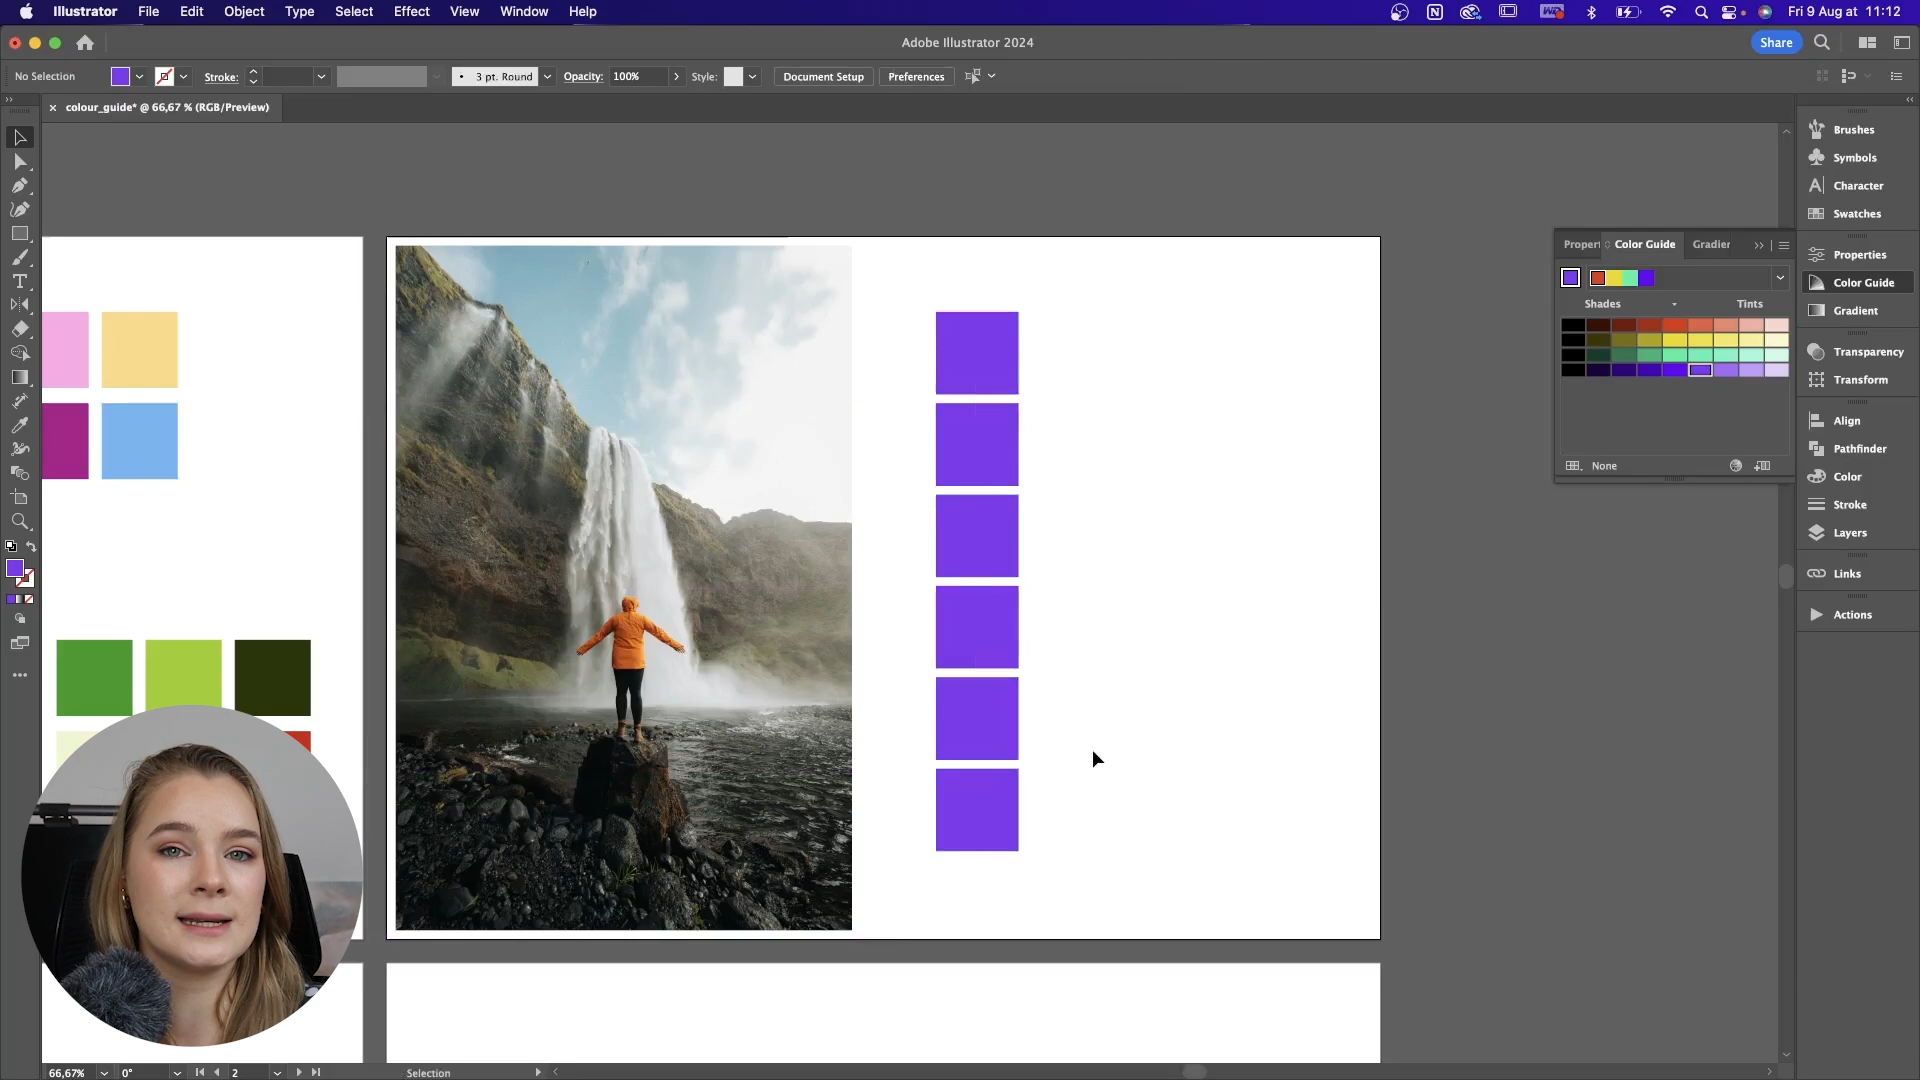 Illustrator File Edit Object Type Select Effect View Window Help
Fri 9 Aug at 11:12
Adobe Illustrator 2024
Share
No Selection
Stroke:
3 pt. Round
Opacity: 100%
Style:
Document Setup
Preferences
colour_guide* @ 66,67 % (RGB/Preview)
Brushes
Symbols
Character
Swatches
Properties
Color Guide
Gradient
Transparency
Transform
Align
Pathfinder
Color
Stroke
Layers
Links
Actions
Proper Color Guide Gradier
Shades Tints
None
66,67% 0° 2 Selection